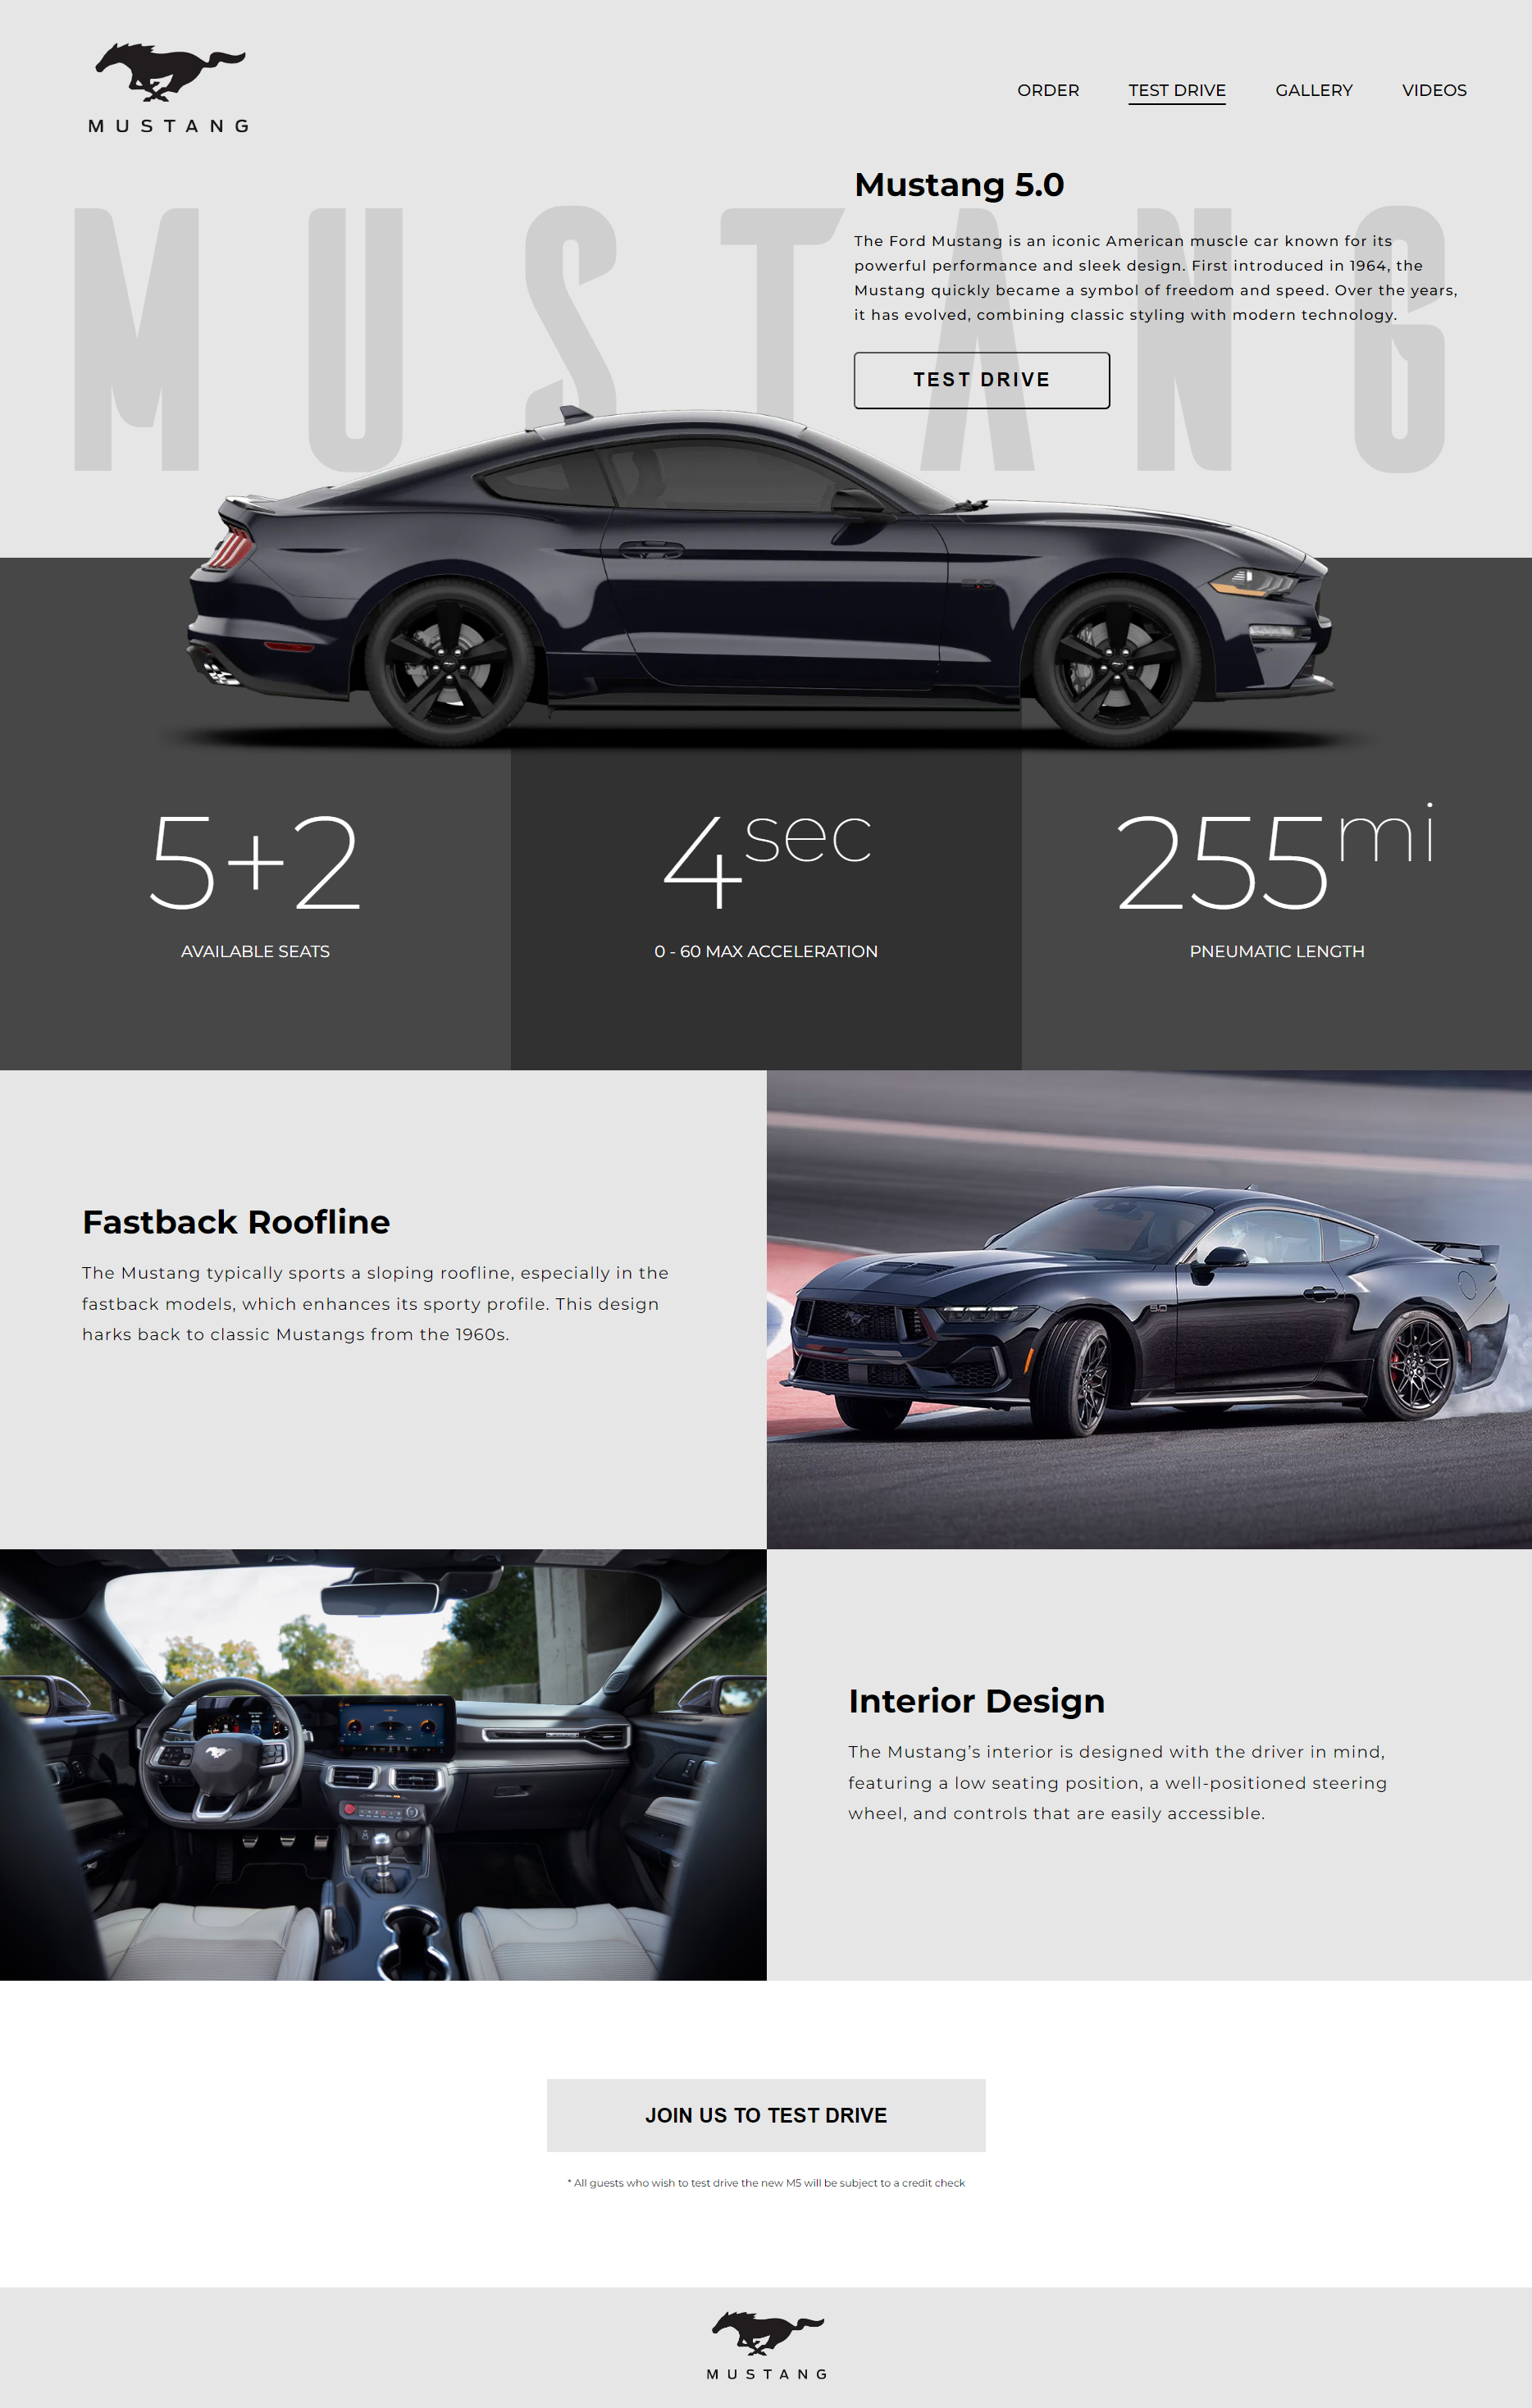 MUSTANG
ORDER TEST DRIVE GALLERY VIDEOS
MUSTANG
Mustang 5.0
The Ford Mustang is an iconic American muscle car known for its
powerful performance and sleek design. First introduced in 1964, the
Mustang quickly became a symbol of freedom and speed. Over the years,
it has evolved, combining classic styling with modern technology.
TEST DRIVE
5.0
5+2
AVAILABLE SEATS
4sec
0 - 60 MAX ACCELERATION
255mi
PNEUMATIC LENGTH
Fastback Roofline
The Mustang typically sports a sloping roofline, especially in the
fastback models, which enhances its sporty profile. This design
harks back to classic Mustangs from the 1960s.
5.0
Interior Design
The Mustang’s interior is designed with the driver in mind,
featuring a low seating position, a well-positioned steering
wheel, and controls that are easily accessible.
JOIN US TO TEST DRIVE
* All guests who wish to test drive the new M5 will be subject to a credit check
MUSTANG